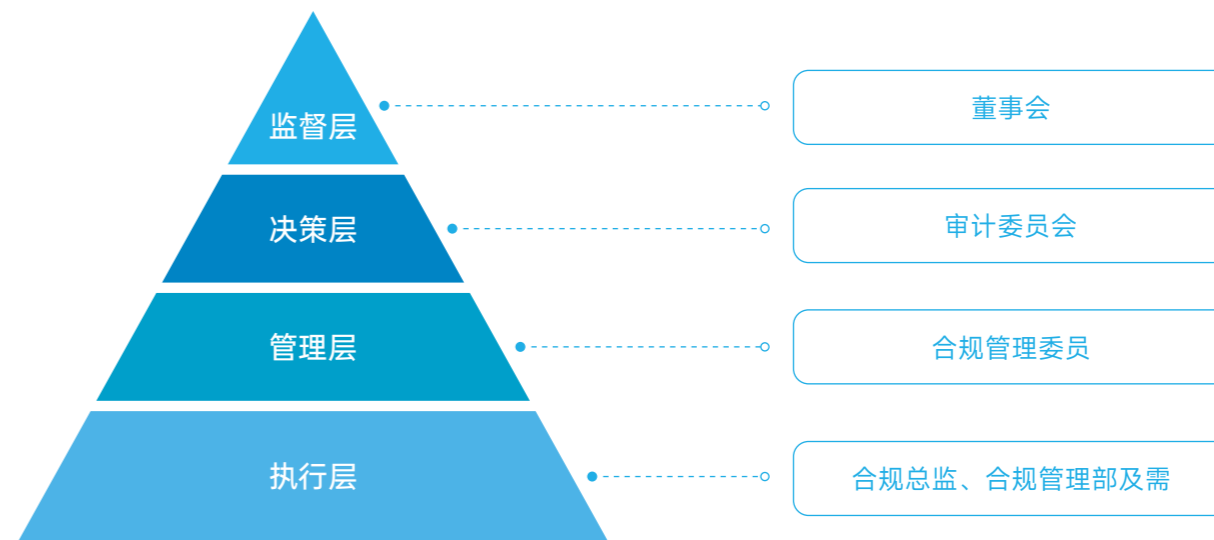 监督层
董事会
决策层
审计委员会
管理层
合规管理委员
执行层
合规总监、合规管理部及需